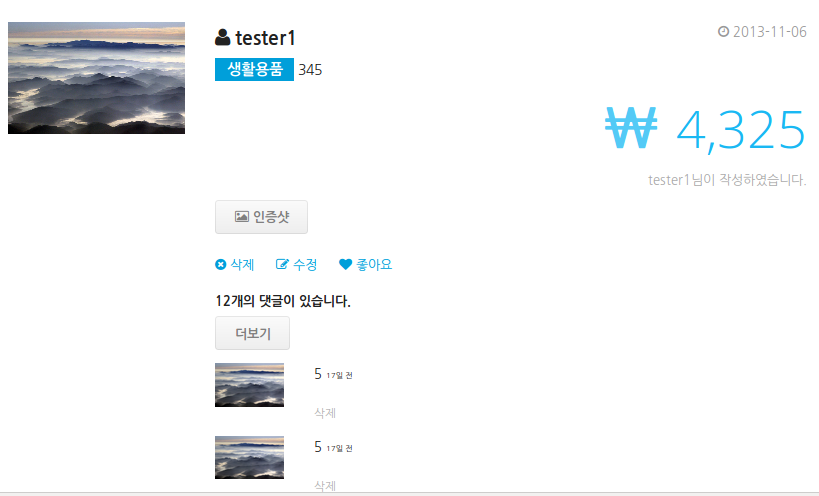 tester1
2013-11-06
생활용품 345
₩ 4,325
tester1님이 작성하였습니다.
인증샷
삭제 수정 좋아요
12개의 댓글이 있습니다.
더보기
5 17일 전
삭제
5 17일 전
삭제